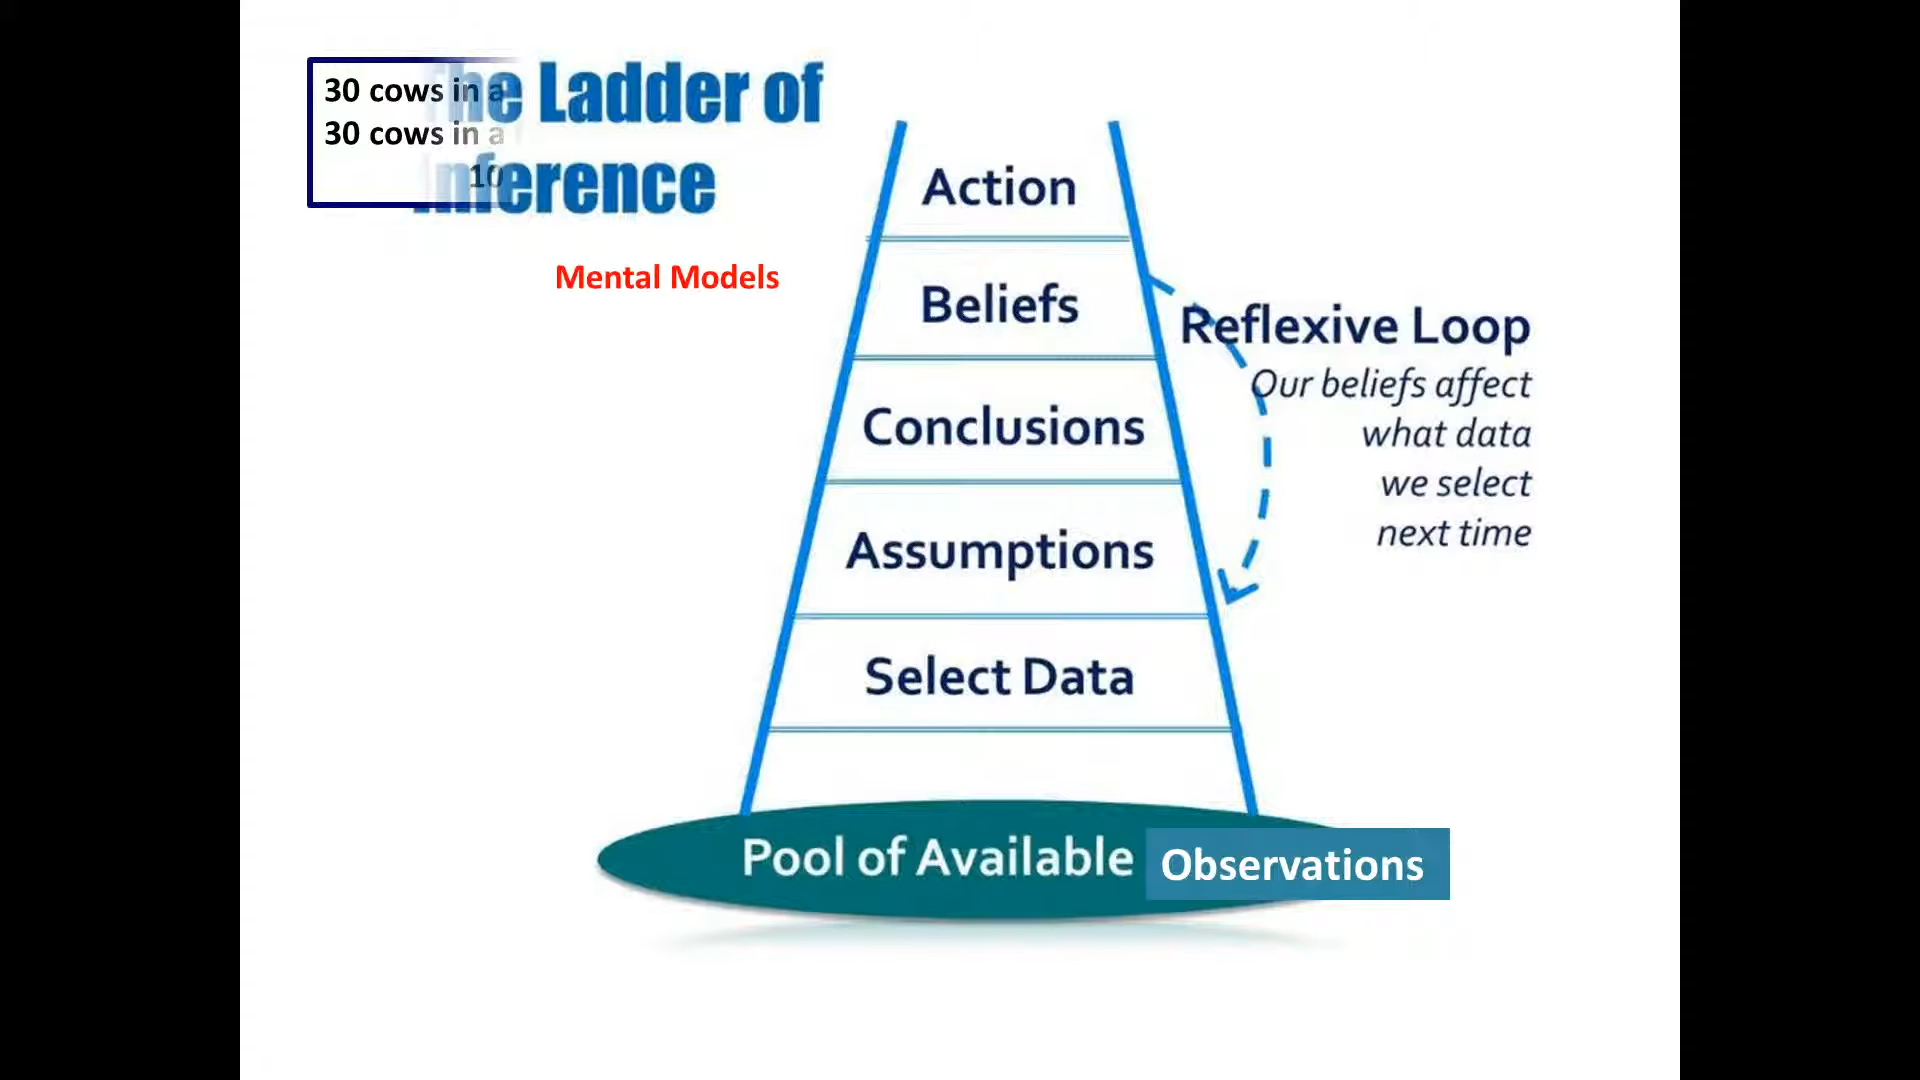 30 cows in a
30 cows in a
10
The Ladder of
Inference
Mental Models
Action
Beliefs
Conclusions
Assumptions
Select Data
Reflexive Loop
Our beliefs affect
what data
we select
next time
Pool of Available Observations